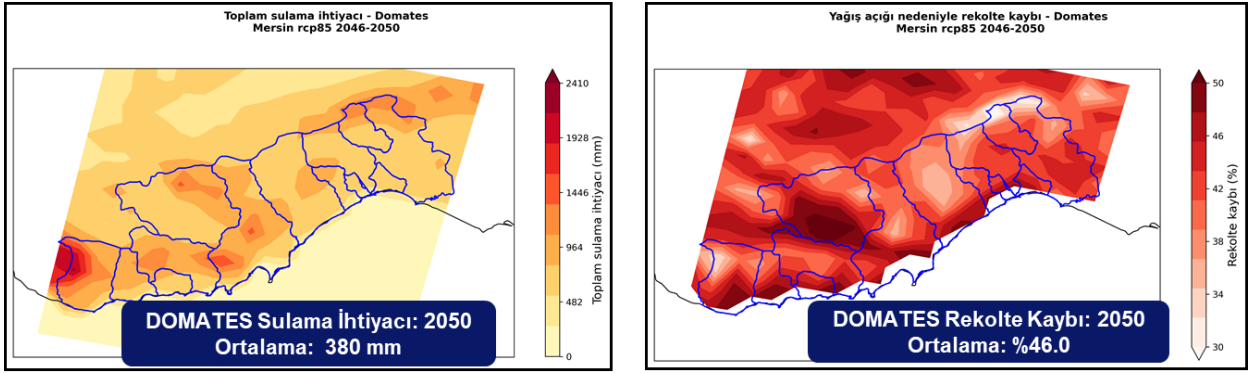 Toplam sulama ihtiyacı - Domates
Mersin rcp85 2046-2050
2410
1928
1446
964
482
0
Toplam sulama ihtiyacı (mm)
DOMATES Sulama İhtiyacı: 2050
Ortalama: 380 mm
Yağış açığı nedeniyle rekolte kaybı - Domates
Mersin rcp85 2046-2050
50
46
42
38
34
30
Rekolte kaybı (%)
DOMATES Rekolte Kaybı: 2050
Ortalama: %46.0